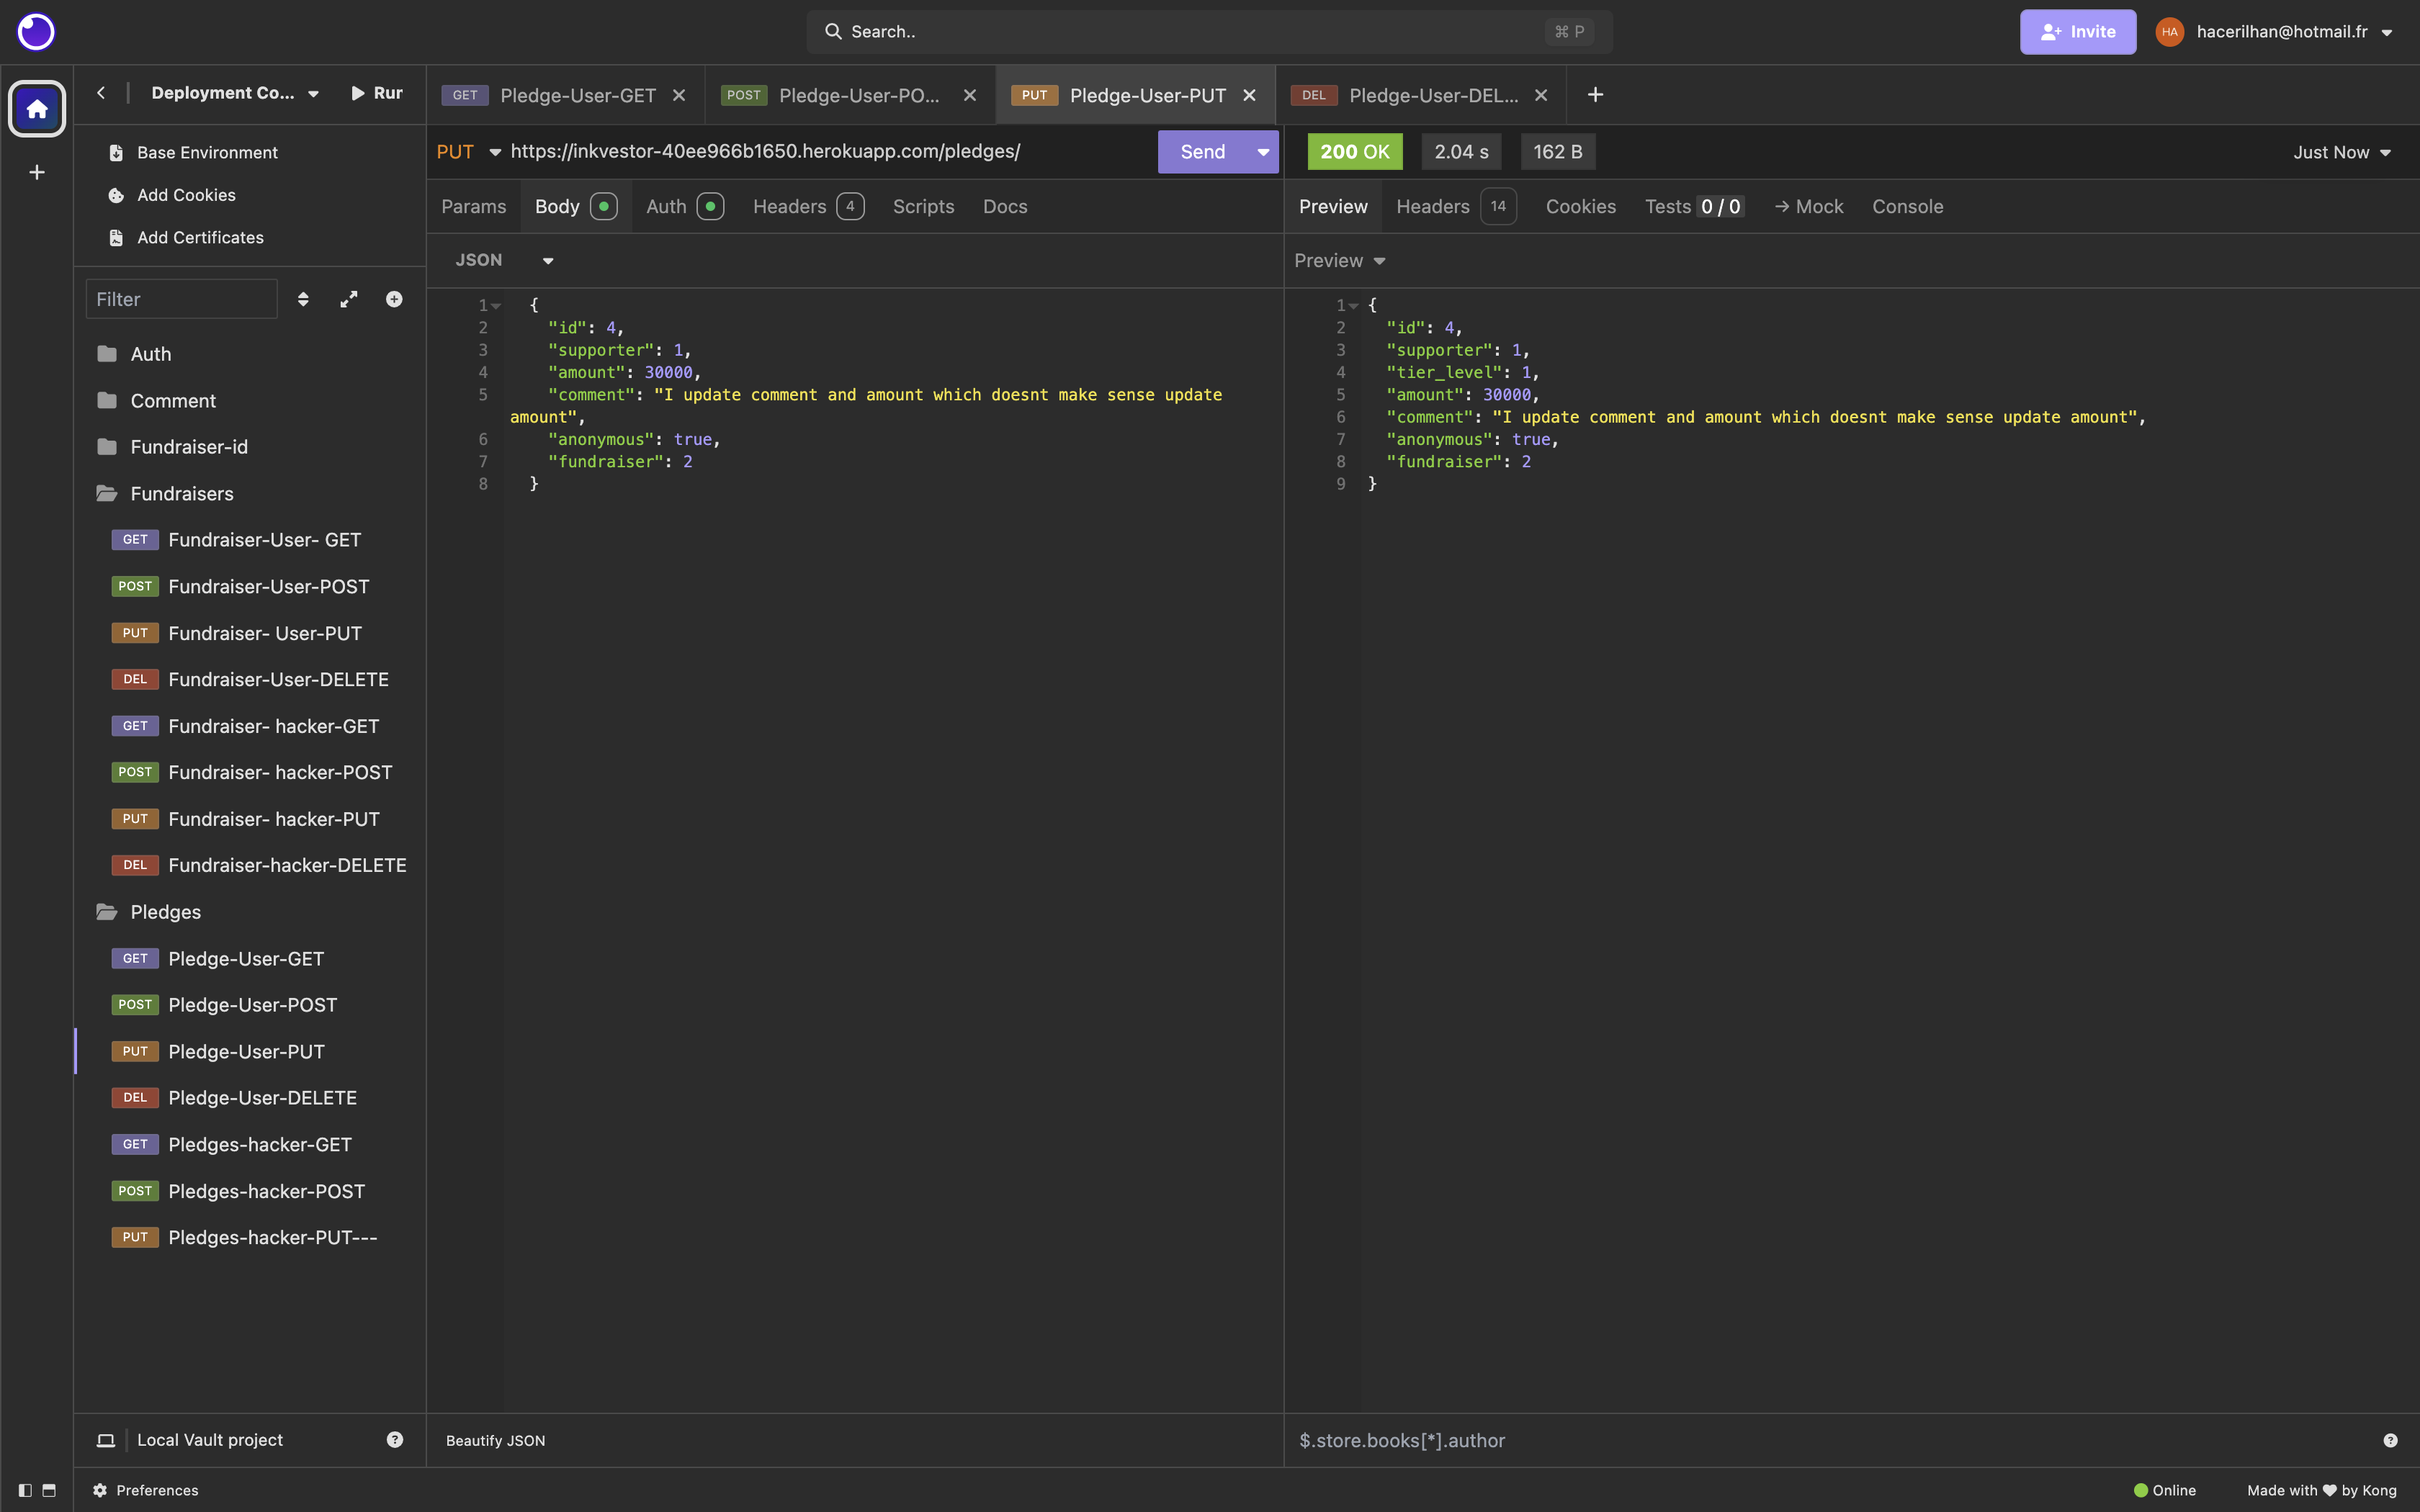 Search..
⌘ P
Invite
HA
hacerilhan@hotmail.fr
Deployment Co...
Rur
GET Pledge-User-GET
POST Pledge-User-PO...
PUT Pledge-User-PUT
DEL Pledge-User-DEL...
Base Environment
Add Cookies
Add Certificates
Filter
Auth
Comment
Fundraiser-id
Fundraisers
GET Fundraiser-User- GET
POST Fundraiser-User-POST
PUT Fundraiser- User-PUT
DEL Fundraiser-User-DELETE
GET Fundraiser- hacker-GET
POST Fundraiser- hacker-POST
PUT Fundraiser- hacker-PUT
DEL Fundraiser-hacker-DELETE
Pledges
GET Pledge-User-GET
POST Pledge-User-POST
PUT Pledge-User-PUT
DEL Pledge-User-DELETE
GET Pledges-hacker-GET
POST Pledges-hacker-POST
PUT Pledges-hacker-PUT---
Local Vault project
PUT https://inkvestor-40ee966b1650.herokuapp.com/pledges/
Send
Params Body Auth Headers 4 Scripts Docs
JSON
1 {
2 "id": 4,
3 "supporter": 1,
4 "amount": 30000,
5 "comment": "I update comment and amount which doesnt make sense update
amount",
6 "anonymous": true,
7 "fundraiser": 2
8 }
Beautify JSON
200 OK 2.04 s 162 B
Just Now
Preview Headers 14 Cookies Tests 0 / 0 → Mock Console
Preview
1 {
2 "id": 4,
3 "supporter": 1,
4 "tier_level": 1,
5 "amount": 30000,
6 "comment": "I update comment and amount which doesnt make sense update amount",
7 "anonymous": true,
8 "fundraiser": 2
9 }
$.store.books[*].author
Preferences
Online
Made with ♥ by Kong